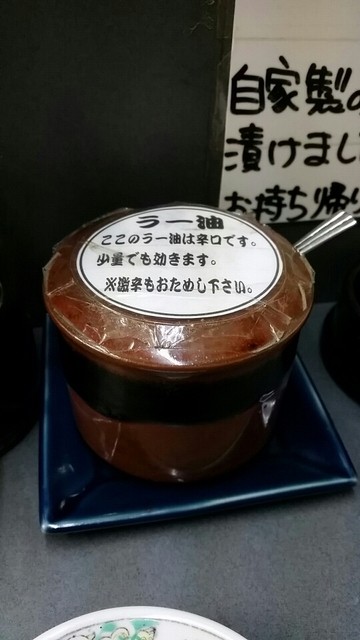 自家製の
漬けまし
お持ち帰り
ラー油
ここのラー油は辛口です。
少量でも効きます。
※激辛もおためし下さい。